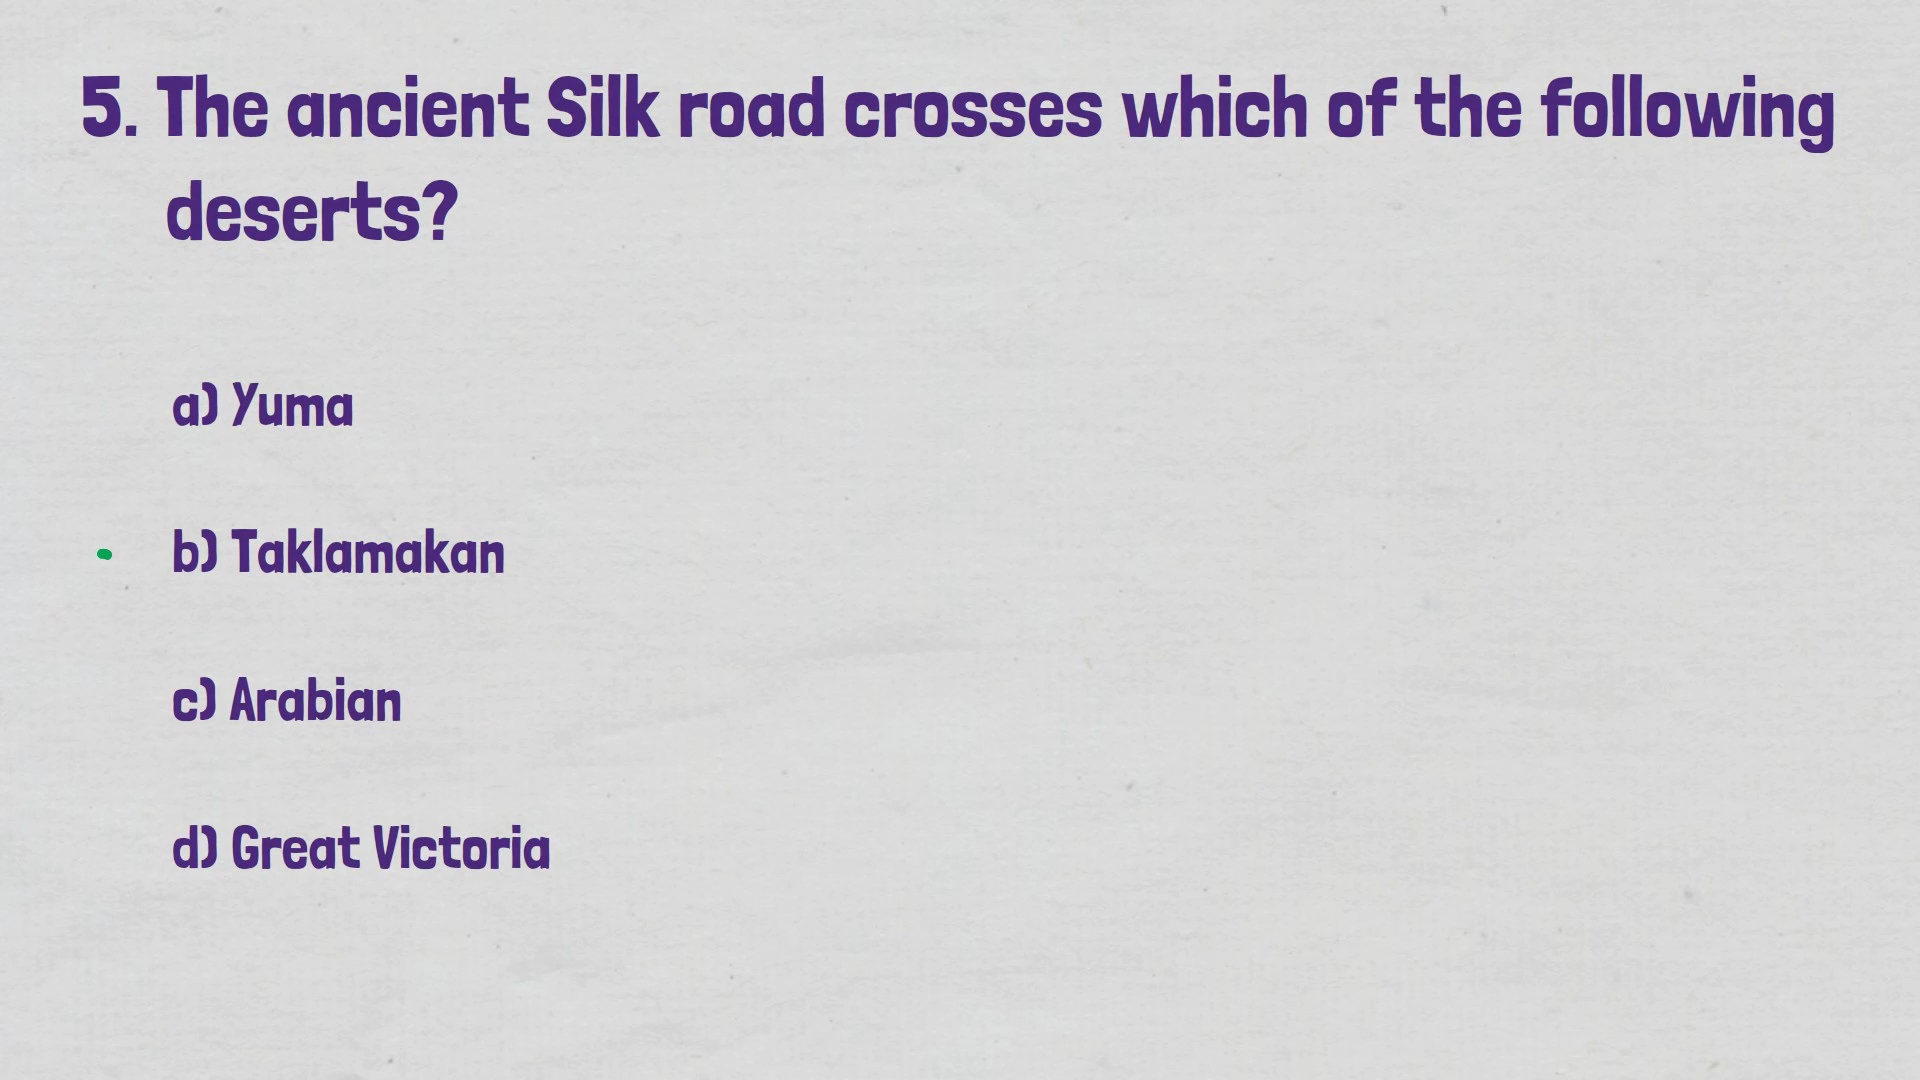 5. The ancient Silk road crosses which of the following
deserts?
a) Yuma
b) Taklamakan
c) Arabian
d) Great Victoria